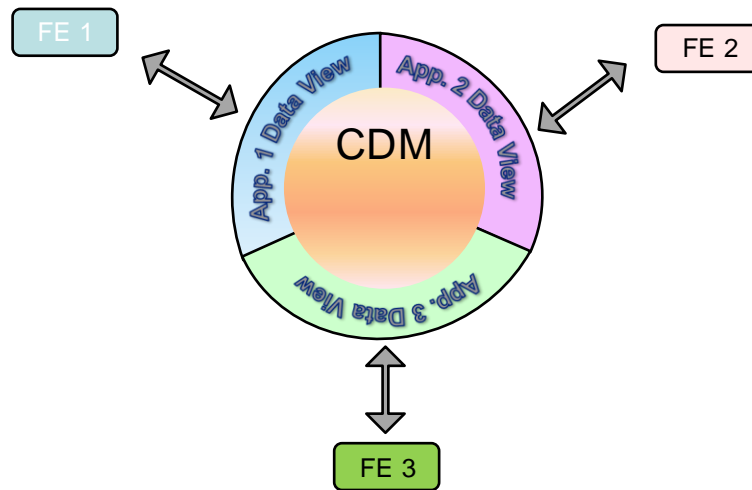 FE 1
FE 2
App. 1 Data View
App. 2 Data View
CDM
App. 3 Data View
FE 3